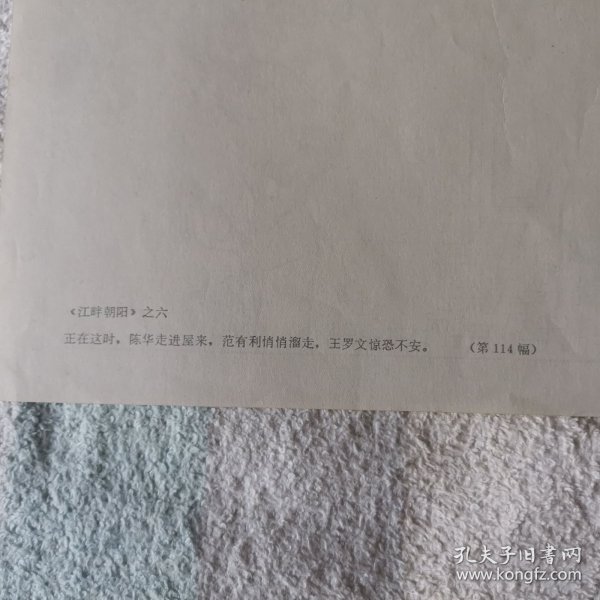 《江畔朝阳》之六
正在这时，陈华走进屋来，范有利悄悄溜走，王罗文惊恐不安。 （第114幅）
孔夫子旧书网
www.kongfz.com